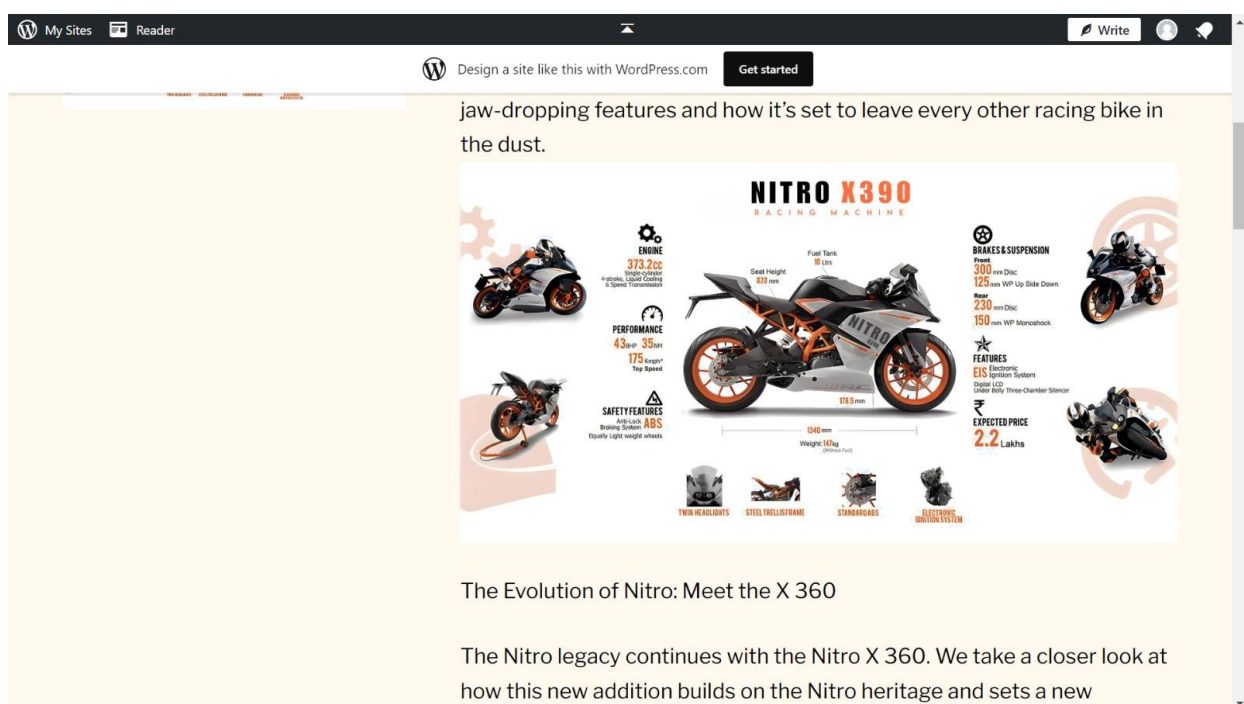 My Sites
Reader
Write
Design a site like this with WordPress.com
Get started
jaw-dropping features and how it’s set to leave every other racing bike in
the dust.
NITRO X390
RACING MACHINE
ENGINE
373.2cc
Single-cylinder
4-stroke, Liquid Cooling
6 Speed Transmission
PERFORMANCE
43BHP 35NM
175 Kmph*
Top Speed
SAFETY FEATURES
Anti-Lock
Braking System ABS
Equally Light weight wheels
Fuel Tank
10 Ltrs
Seat Height
820 mm
NITRO
X390
RC
178.5 mm
1340 mm
Weight: 147kg
(Without Fuel)
BRAKES & SUSPENSION
Front
300 mm Disc
125 mm WP Up Side Down
Rear
230 mm Disc
150 mm WP Monoshock
FEATURES
EIS Electronic
Ignition System
Digital LCD
Under Belly Three-Chamber Silencer
₹
EXPECTED PRICE
2.2 Lakhs
TWIN HEADLIGHTS
STEEL TRELLIS FRAME
STANDARD ABS
ELECTRONIC
IGNITION SYSTEM
The Evolution of Nitro: Meet the X 360
The Nitro legacy continues with the Nitro X 360. We take a closer look at
how this new addition builds on the Nitro heritage and sets a new